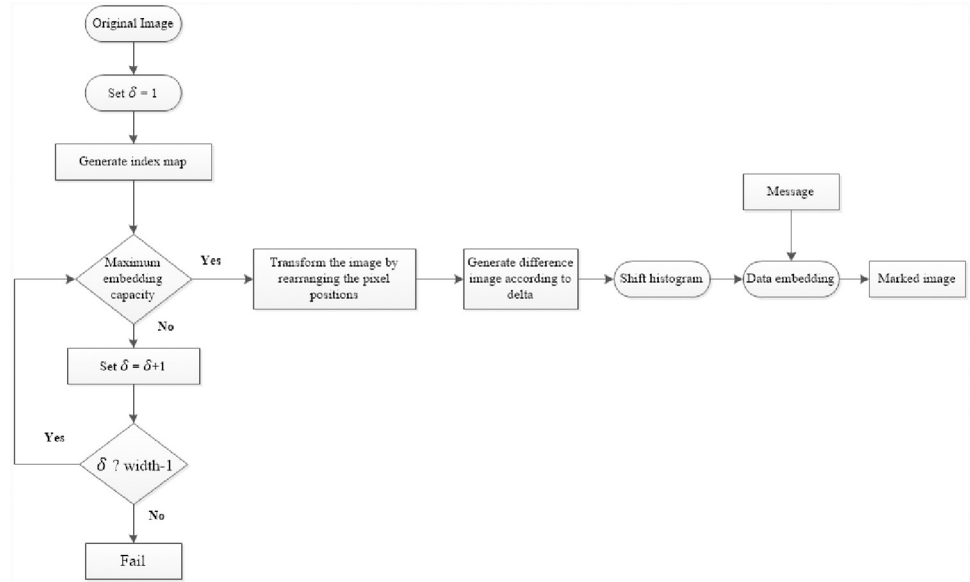 Original Image
Set δ = 1
Generate index map
Maximum
embedding
capacity
Yes
No
Transform the image by
rearranging the pixel
positions
Generate difference
image according to
delta
Shift histogram
Message
Data embedding
Marked image
Set δ = δ+1
Yes
δ ? width-1
No
Fail